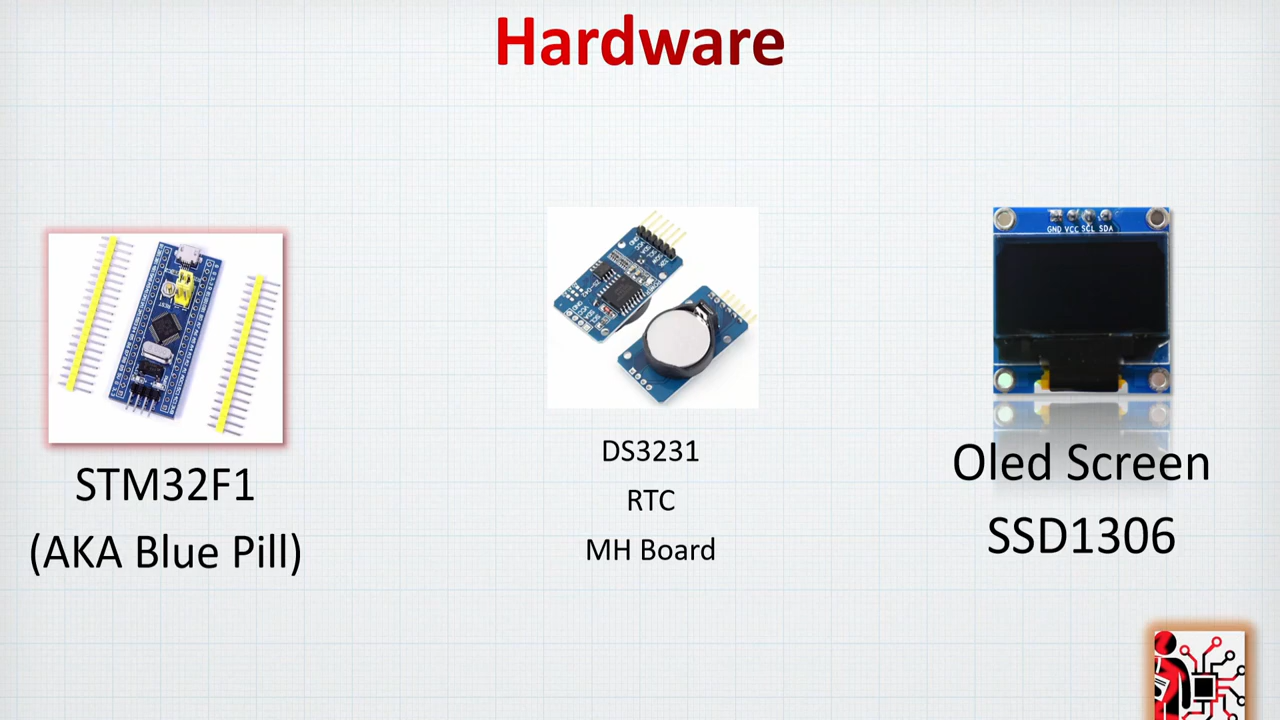 Hardware
GND VCC SCL SDA
STM32F1
(AKA Blue Pill)
DS3231
RTC
MH Board
Oled Screen
SSD1306